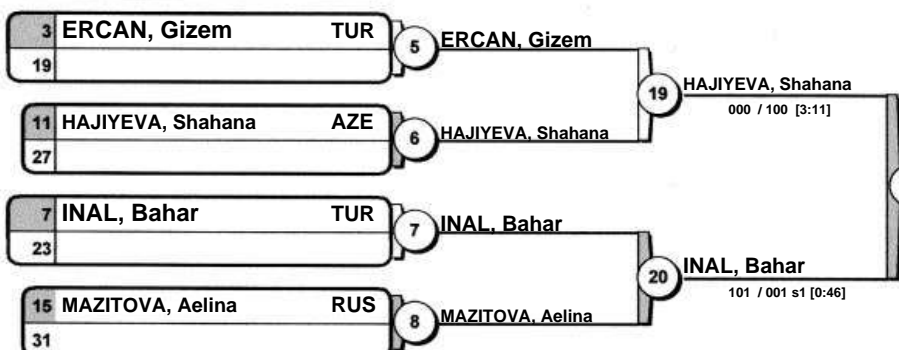 3 ERCAN, Gizem TUR
19
5 ERCAN, Gizem
19 HAJIYEVA, Shahana
000 / 100 [3:11]
11 HAJIYEVA, Shahana AZE
27
6 HAJIYEVA, Shahana
7 INAL, Bahar TUR
23
7 INAL, Bahar
20 INAL, Bahar
101 / 001 s1 [0:46]
15 MAZITOVA, Aelina RUS
31
8 MAZITOVA, Aelina